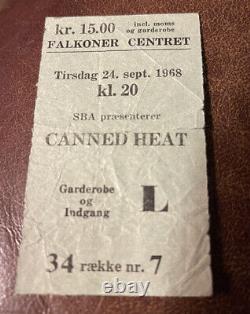 kr. 15.00 incl. moms
og garderobe
FALKONER CENTRET
Tirsdag 24. sept. 1968
kl. 20
SBA præsenterer
CANNED HEAT
Garderobe
og
Indgang
L
34 række nr. 7
ebay